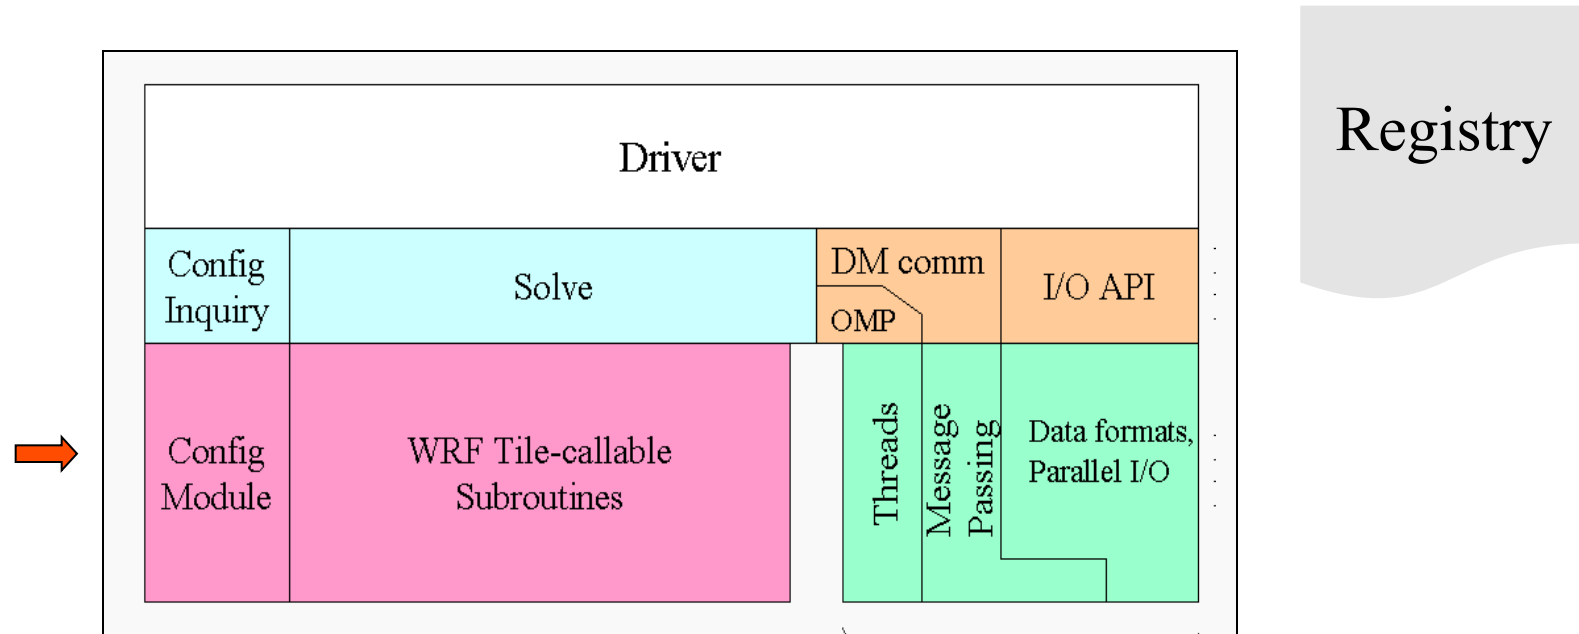 Registry
Driver
Config
Inquiry
Solve
DM comm
OMP
I/O API
Config
Module
WRF Tile-callable
Subroutines
Threads
Message
Passing
Data formats,
Parallel I/O